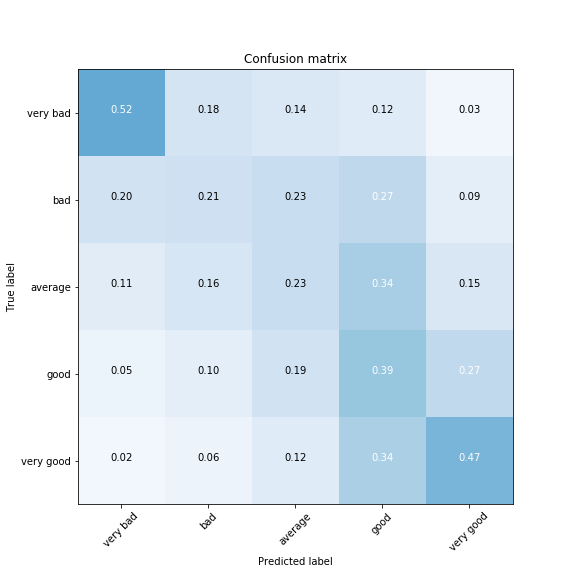 Confusion matrix
very bad 0.52 0.18 0.14 0.12 0.03
bad 0.20 0.21 0.23 0.27 0.09
True label
average 0.11 0.16 0.23 0.34 0.15
good 0.05 0.10 0.19 0.39 0.27
very good 0.02 0.06 0.12 0.34 0.47
very bad bad average good very good
Predicted label